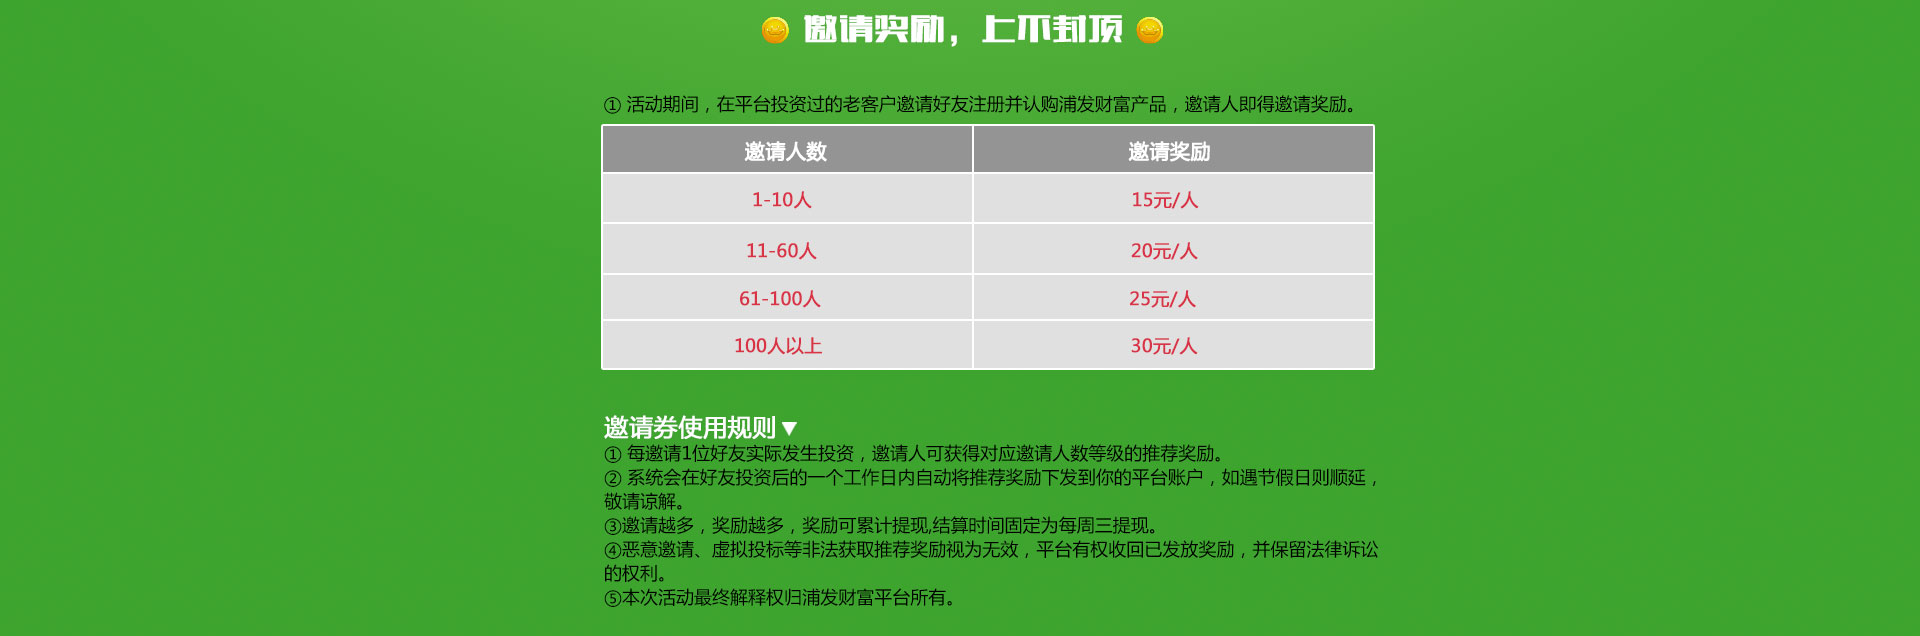 邀请奖励，上不封顶
① 活动期间，在平台投资过的老客户邀请好友注册并认购浦发财富产品，邀请人即得邀请奖励。
邀请人数 邀请奖励
1-10人 15元/人
11-60人 20元/人
61-100人 25元/人
100人以上 30元/人
邀请券使用规则▼
① 每邀请1位好友实际发生投资，邀请人可获得对应邀请人数等级的推荐奖励。
② 系统会在好友投资后的一个工作日内自动将推荐奖励下发到你的平台账户，如遇节假日则顺延，
敬请谅解。
③邀请越多，奖励越多，奖励可累计提现,结算时间固定为每周三提现。
④恶意邀请、虚拟投标等非法获取推荐奖励视为无效，平台有权收回已发放奖励，并保留法律诉讼
的权利。
⑤本次活动最终解释权归浦发财富平台所有。